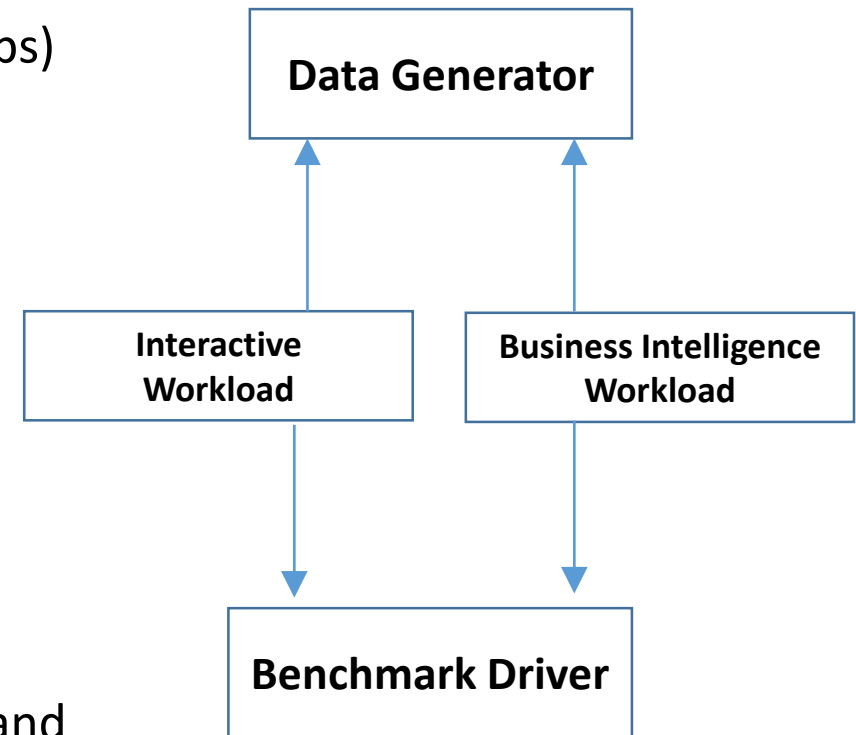 Data Generator
Interactive
Workload
Business Intelligence
Workload
Benchmark Driver